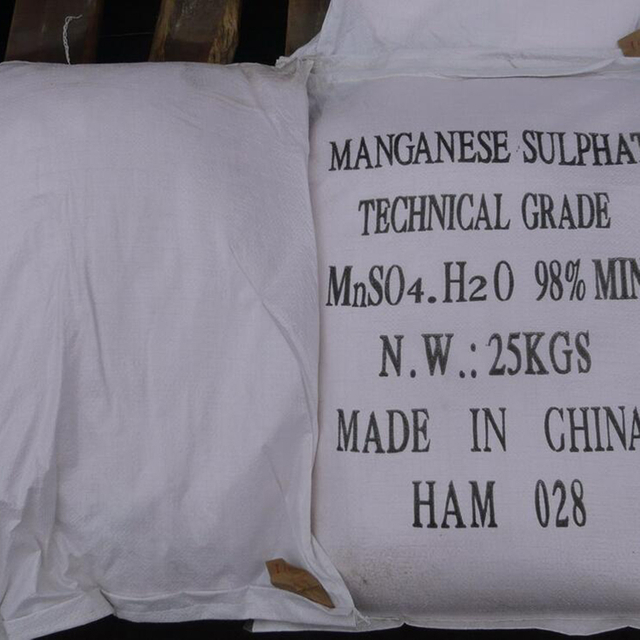 MANGANESE SULPHAT
TECHNICAL GRADE
MnSO4.H2O 98% MIN
N.W.: 25KGS
MADE IN CHINA
HAM 028